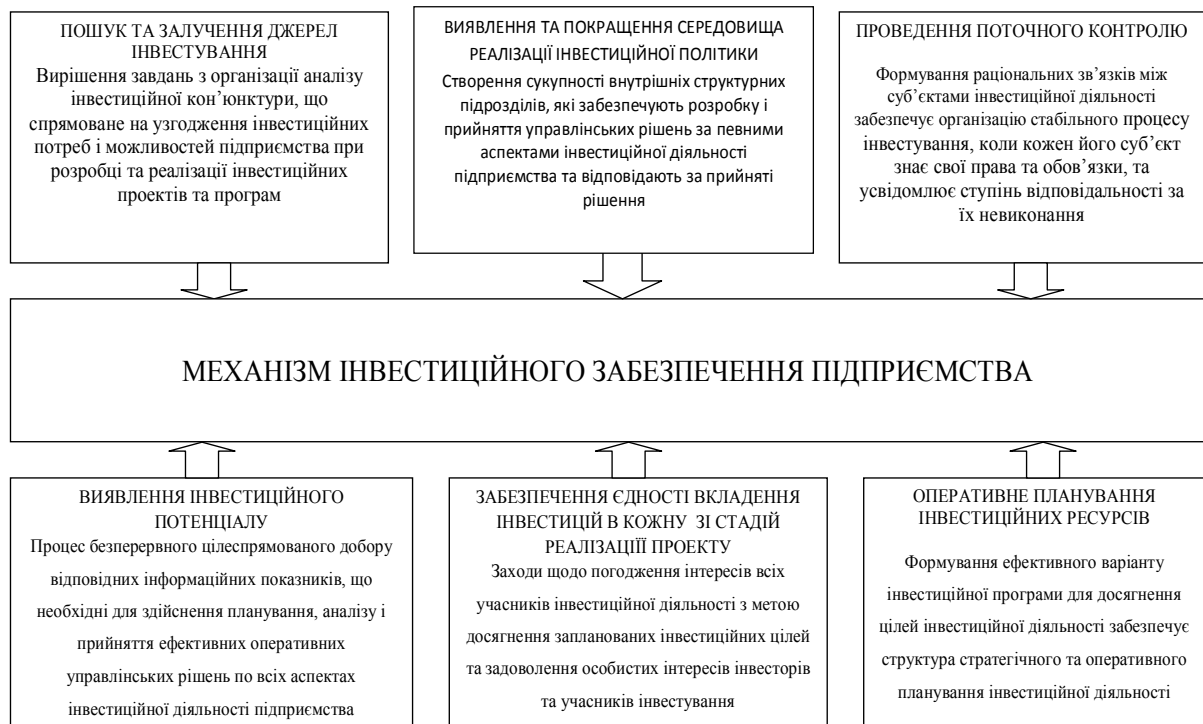 ПОШУК ТА ЗАЛУЧЕННЯ ДЖЕРЕЛ
ІНВЕСТУВАННЯ
Вирішення завдань з організації аналізу
інвестиційної кон’юнктури, що
спрямоване на узгодження інвестиційних
потреб і можливостей підприємства при
розробці та реалізації інвестиційних
проектів та програм
ВИЯВЛЕННЯ ТА ПОКРАЩЕННЯ СЕРЕДОВИЩА
РЕАЛІЗАЦІЇ ІНВЕСТИЦІЙНОЇ ПОЛІТИКИ
Створення сукупності внутрішніх структурних
підрозділів, які забезпечують розробку і
прийняття управлінських рішень за певними
аспектами інвестиційної діяльності
підприємства та відповідають за прийняті
рішення
ПРОВЕДЕННЯ ПОТОЧНОГО КОНТРОЛЮ
Формування раціональних зв’язків між
суб’єктами інвестиційної діяльності
забезпечує організацію стабільного процесу
інвестування, коли кожен його суб’єкт
знає свої права та обов’язки, та
усвідомлює ступінь відповідальності за
їх невиконання
МЕХАНІЗМ ІНВЕСТИЦІЙНОГО ЗАБЕЗПЕЧЕННЯ ПІДПРИЄМСТВА
ВИЯВЛЕННЯ ІНВЕСТИЦІЙНОГО
ПОТЕНЦІАЛУ
Процес безперервного цілеспрямованого добору
відповідних інформаційних показників, що
необхідні для здійснення планування, аналізу і
прийняття ефективних оперативних
управлінських рішень по всіх аспектах
інвестиційної діяльності підприємства
ЗАБЕЗПЕЧЕННЯ ЄДНОСТІ ВКЛАДЕННЯ
ІНВЕСТИЦІЙ В КОЖНУ ЗІ СТАДІЙ
РЕАЛІЗАЦІЇЇ ПРОЕКТУ
Заходи щодо погодження інтересів всіх
учасників інвестиційної діяльності з метою
досягнення запланованих інвестиційних цілей
та задоволення особистих інтересів інвесторів
та учасників інвестування
ОПЕРАТИВНЕ ПЛАНУВАННЯ
ІНВЕСТИЦІЙНИХ РЕСУРСІВ
Формування ефективного варіанту
інвестиційної програми для досягнення
цілей інвестиційної діяльності забезпечує
структура стратегічного та оперативного
планування інвестиційної діяльності